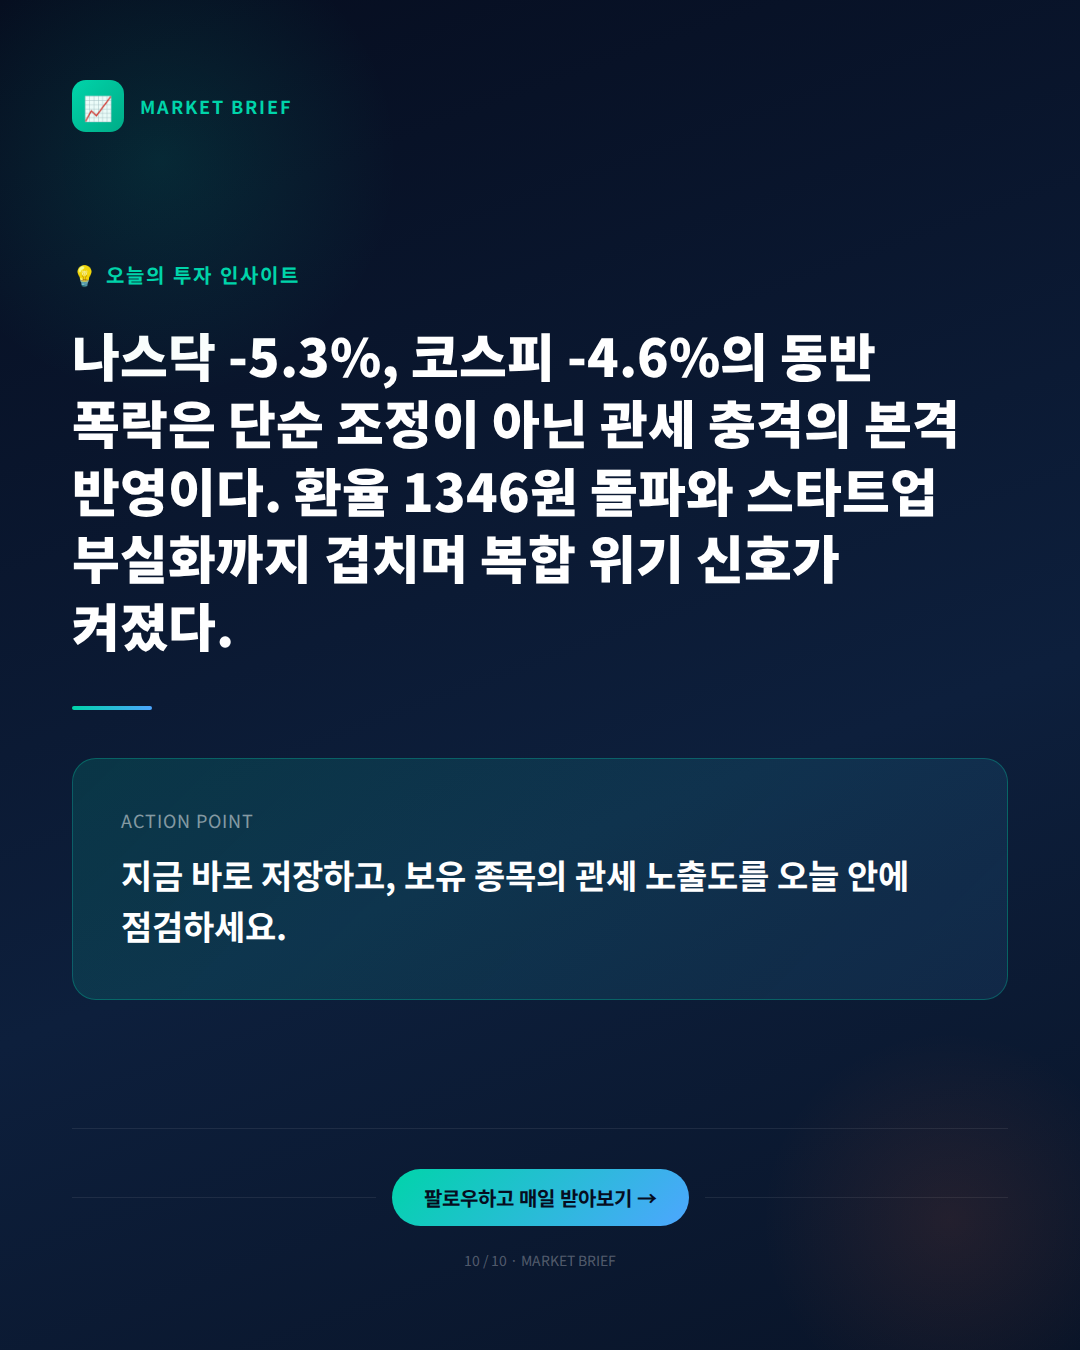 MARKET BRIEF
💡 오늘의 투자 인사이트
나스닥 -5.3%, 코스피 -4.6%의 동반
폭락은 단순 조정이 아닌 관세 충격의 본격
반영이다. 환율 1346원 돌파와 스타트업
부실화까지 겹치며 복합 위기 신호가
켜졌다.
ACTION POINT
지금 바로 저장하고, 보유 종목의 관세 노출도를 오늘 안에
점검하세요.
팔로우하고 매일 받아보기 →
10 / 10 · MARKET BRIEF